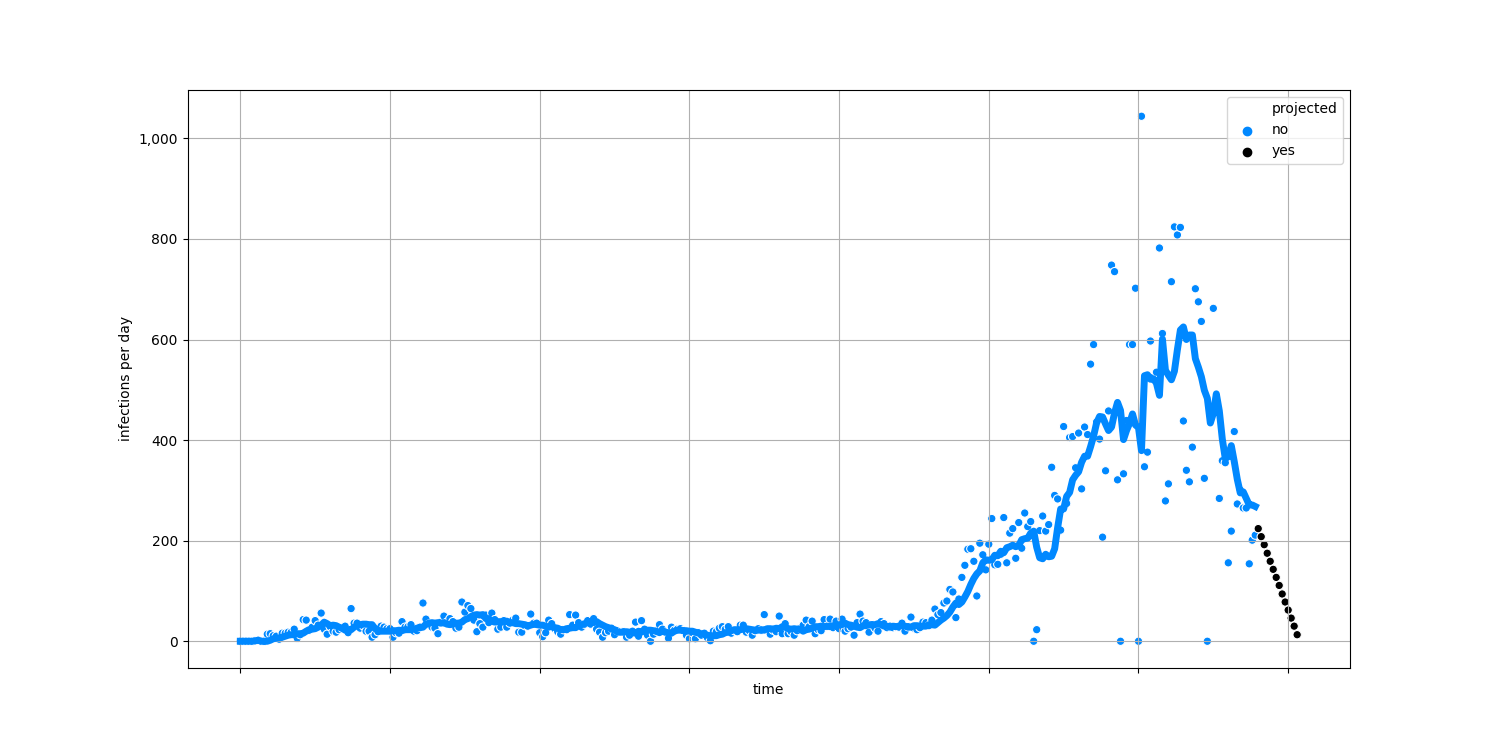 projected
no
yes
1,000
800
600
400
200
0
infections per day
time